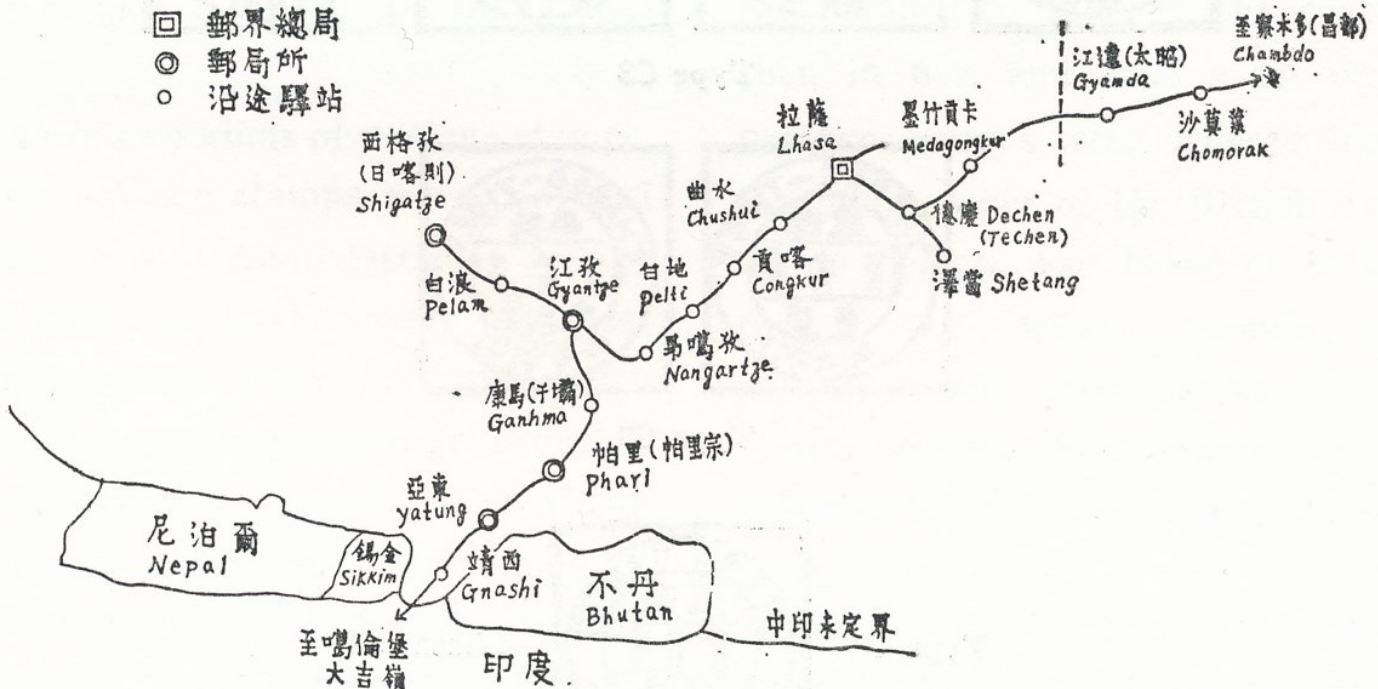 郵界總局
郵局所
沿途驛站
至察木多(昌都)
Chambdo
江達(太昭)
Gyamda
沙莫藏
Chomorak
拉薩
Lhasa
墨竹貢卡
Medagongkur
西格孜
(日喀則)
Shigatze
曲水
Chushui
德慶 Dechen
(Techen)
澤當 Shetang
貢喀
Congkur
白地
Pelti
江孜
Gyantze
白浪
Pelam
昂噶孜
Nangartze
康馬(干壩)
Ganhma
帕里(帕里宗)
Phari
亞東
Yatung
靖西
Gnashi
尼泊爾
Nepal
錫金
Sikkim
不丹
Bhutan
中印未定界
至噶倫堡
大吉嶺
印度